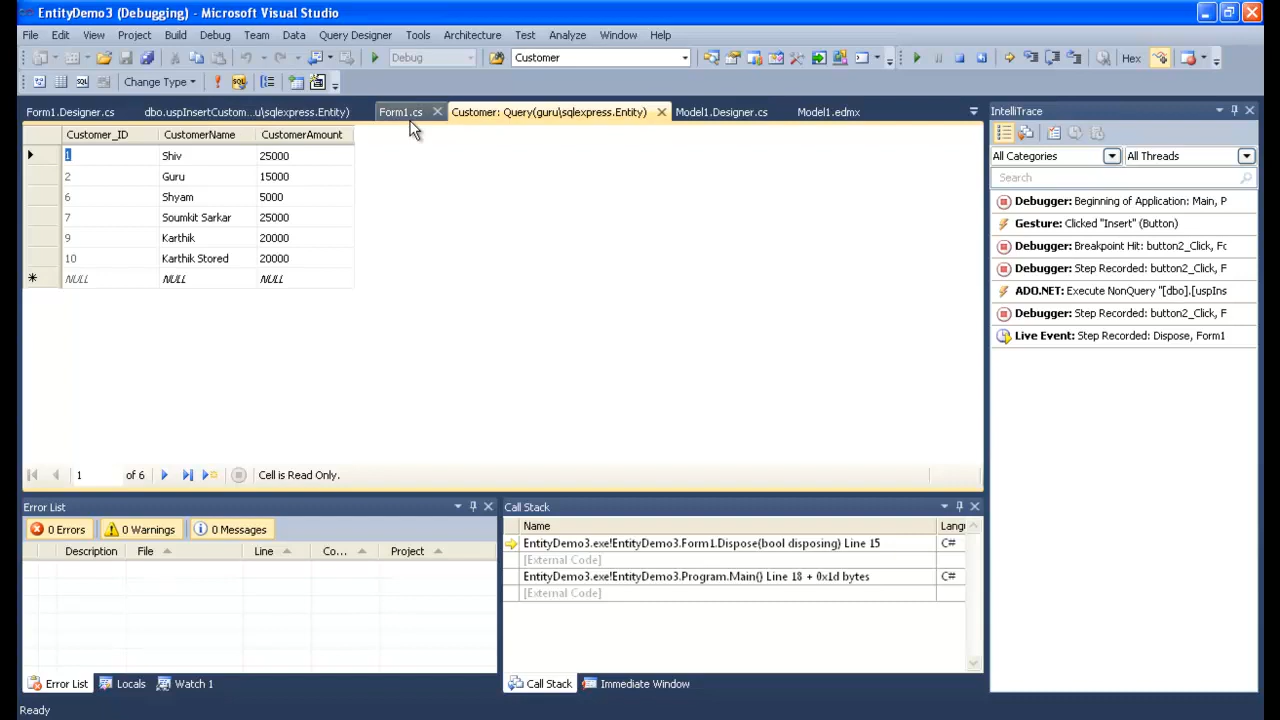 EntityDemo3 (Debugging) - Microsoft Visual Studio
File Edit View Project Build Debug Team Data Query Designer Tools Architecture Test Analyze Window Help
Debug Customer Hex
Change Type
Form1.Designer.cs dbo.uspInsertCustom...u\sqlexpress.Entity) Form1.cs Customer: Query(guru\sqlexpress.Entity) Model1.Designer.cs Model1.edmx
Customer_ID CustomerName CustomerAmount
1 Shiv 25000
2 Guru 15000
6 Shyam 5000
7 Soumkit Sarkar 25000
9 Karthik 20000
10 Karthik Stored 20000
NULL NULL NULL
1 of 6 Cell is Read Only.
IntelliTrace
All Categories All Threads
Search
Debugger: Beginning of Application: Main, P
Gesture: Clicked "Insert" (Button)
Debugger: Breakpoint Hit: button2_Click, Fc
Debugger: Step Recorded: button2_Click, F
ADO.NET: Execute NonQuery "[dbo].[uspIns
Debugger: Step Recorded: button2_Click, F
Live Event: Step Recorded: Dispose, Form1
Error List
0 Errors 0 Warnings 0 Messages
Description File Line Co... Project
Error List Locals Watch 1
Call Stack
Name Langu
EntityDemo3.exe!EntityDemo3.Form1.Dispose(bool disposing) Line 15 C#
[External Code]
EntityDemo3.exe!EntityDemo3.Program.Main() Line 18 + 0x1d bytes C#
[External Code]
Call Stack Immediate Window
Ready